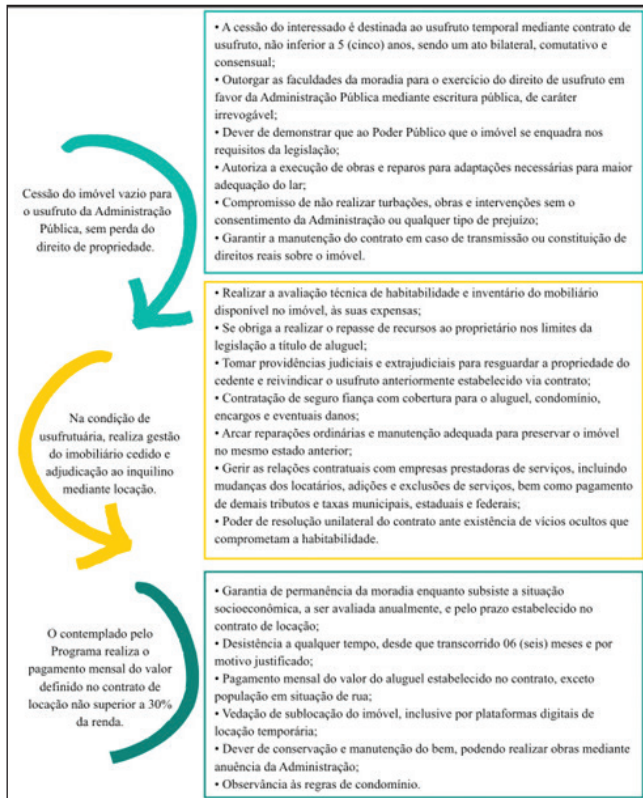 • A cessão do interessado é destinada ao usufruto temporal mediante contrato de
usufruto, não inferior a 5 (cinco) anos, sendo um ato bilateral, comutativo e
consensual;
• Outorgar as faculdades da moradia para o exercício do direito de usufruto em
favor da Administração Pública mediante escritura pública, de caráter
irrevogável;
• Dever de demonstrar que ao Poder Público que o imóvel se enquadra nos
requisitos da legislação;
• Autoriza a execução de obras e reparos para adaptações necessárias para maior
adequação do lar;
• Compromisso de não realizar turbações, obras e intervenções sem o
consentimento da Administração ou qualquer tipo de prejuízo;
• Garantir a manutenção do contrato em caso de transmissão ou constituição de
direitos reais sobre o imóvel.
Cessão do imóvel vazio para
o usufruto da Administração
Pública, sem perda do
direito de propriedade.
• Realizar a avaliação técnica de habitabilidade e inventário do mobiliário
disponível no imóvel, às suas expensas;
• Se obriga a realizar o repasse de recursos ao proprietário nos limites da
legislação a título de aluguel;
• Tomar providências judiciais e extrajudiciais para resguardar a propriedade do
cedente e reivindicar o usufruto anteriormente estabelecido via contrato;
• Contratação de seguro fiança com cobertura para o aluguel, condomínio,
encargos e eventuais danos;
• Arcar reparações ordinárias e manutenção adequada para preservar o imóvel
no mesmo estado anterior;
• Gerir as relações contratuais com empresas prestadoras de serviços, incluindo
mudanças dos locatários, adições e exclusões de serviços, bem como pagamento
de demais tributos e taxas municipais, estaduais e federais;
• Poder de resolução unilateral do contrato ante existência de vícios ocultos que
comprometam a habitabilidade.
Na condição de
usufrutuária, realiza gestão
do imobiliário cedido e
adjudicação ao inquilino
mediante locação.
• Garantia de permanência da moradia enquanto subsiste a situação
socioeconômica, a ser avaliada anualmente, e pelo prazo estabelecido no
contrato de locação;
• Desistência a qualquer tempo, desde que transcorrido 06 (seis) meses e por
motivo justificado;
• Pagamento mensal do valor do aluguel estabelecido no contrato, exceto
população em situação de rua;
• Vedação de sublocação do imóvel, inclusive por plataformas digitais de
locação temporária;
• Dever de conservação e manutenção do bem, podendo realizar obras mediante
anuência da Administração;
• Observância às regras de condomínio.
O contemplado pelo
Programa realiza o
pagamento mensal do valor
definido no contrato de
locação não superior a 30%
da renda.